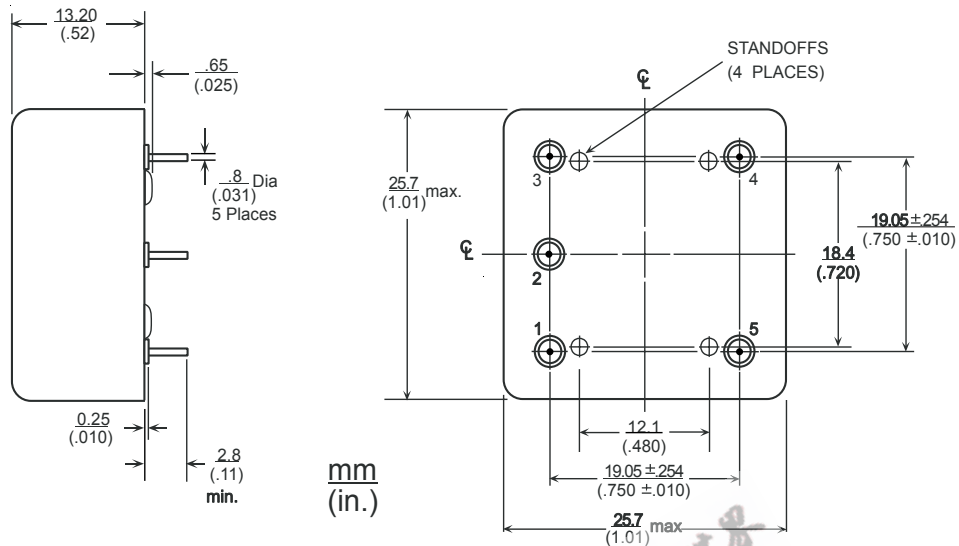 13.20
(.52)
.65
(.025)
.8 Dia
(.031)
5 Places
0.25
(.010)
2.8
(.11)
min.
mm
(in.)
STANDOFFS
(4 PLACES)
℄
℄
25.7 max.
(1.01)
3
4
2
1
5
19.05 ±.254
(.750 ±.010)
18.4
(.720)
12.1
(.480)
19.05 ±.254
(.750 ±.010)
25.7 max
(1.01)